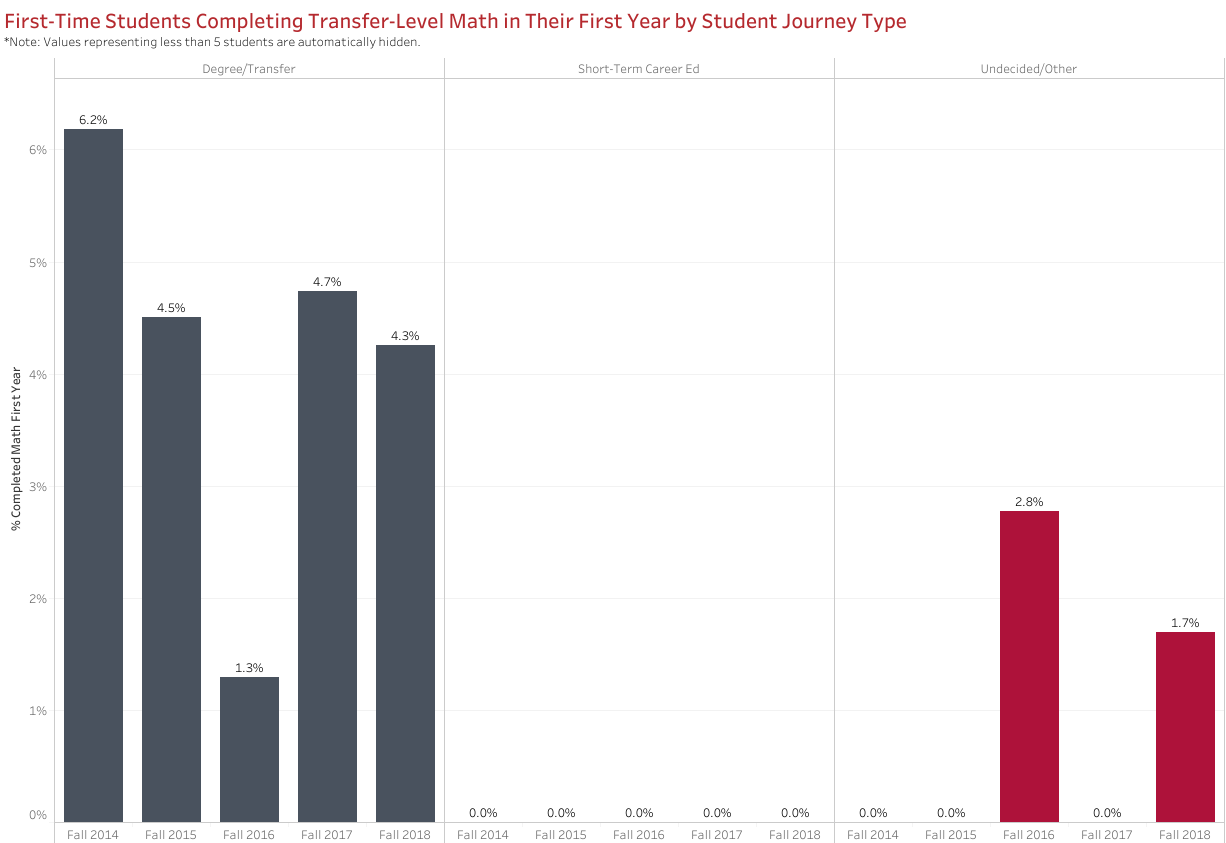 First-Time Students Completing Transfer-Level Math in Their First Year by Student Journey Type
*Note: Values representing less than 5 students are automatically hidden.
Degree/Transfer
Short-Term Career Ed
Undecided/Other
% Completed Math First Year
6%
5%
4%
3%
2%
1%
0%
6.2%
4.5%
1.3%
4.7%
4.3%
0.0%
0.0%
0.0%
0.0%
0.0%
0.0%
0.0%
2.8%
0.0%
1.7%
Fall 2014
Fall 2015
Fall 2016
Fall 2017
Fall 2018
Fall 2014
Fall 2015
Fall 2016
Fall 2017
Fall 2018
Fall 2014
Fall 2015
Fall 2016
Fall 2017
Fall 2018